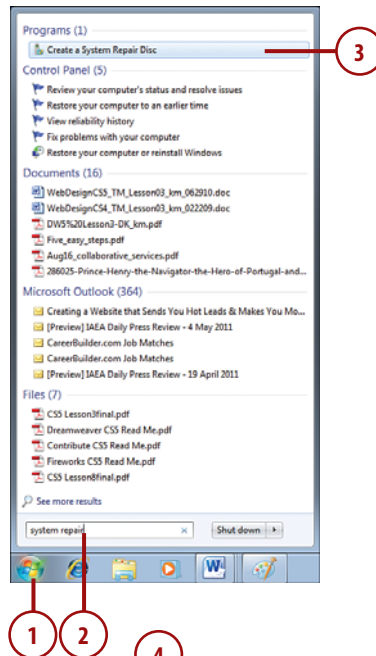 Programs (1)
Create a System Repair Disc
3
Control Panel (5)
Review your computer's status and resolve issues
Restore your computer to an earlier time
View reliability history
Fix problems with your computer
Restore your computer or reinstall Windows
Documents (16)
WebDesignCS5_TM_Lesson03_km_062910.doc
WebDesignCS4_TM_Lesson03_km_022209.doc
DW5%20Lesson3-DK_km.pdf
Five_easy_steps.pdf
Aug16_collaborative_services.pdf
286025-Prince-Henry-the-Navigator-the-Hero-of-Portugal-and...
Microsoft Outlook (364)
Creating a Website that Sends You Hot Leads & Makes You Mo...
[Preview] IAEA Daily Press Review - 4 May 2011
CareerBuilder.com Job Matches
CareerBuilder.com Job Matches
[Preview] IAEA Daily Press Review - 19 April 2011
Files (7)
CS5 Lesson3final.pdf
Dreamweaver CS5 Read Me.pdf
Contribute CS5 Read Me.pdf
Fireworks CS5 Read Me.pdf
CS5 Lesson8final.pdf
See more results
system repair
Shut down
W
1
2
4